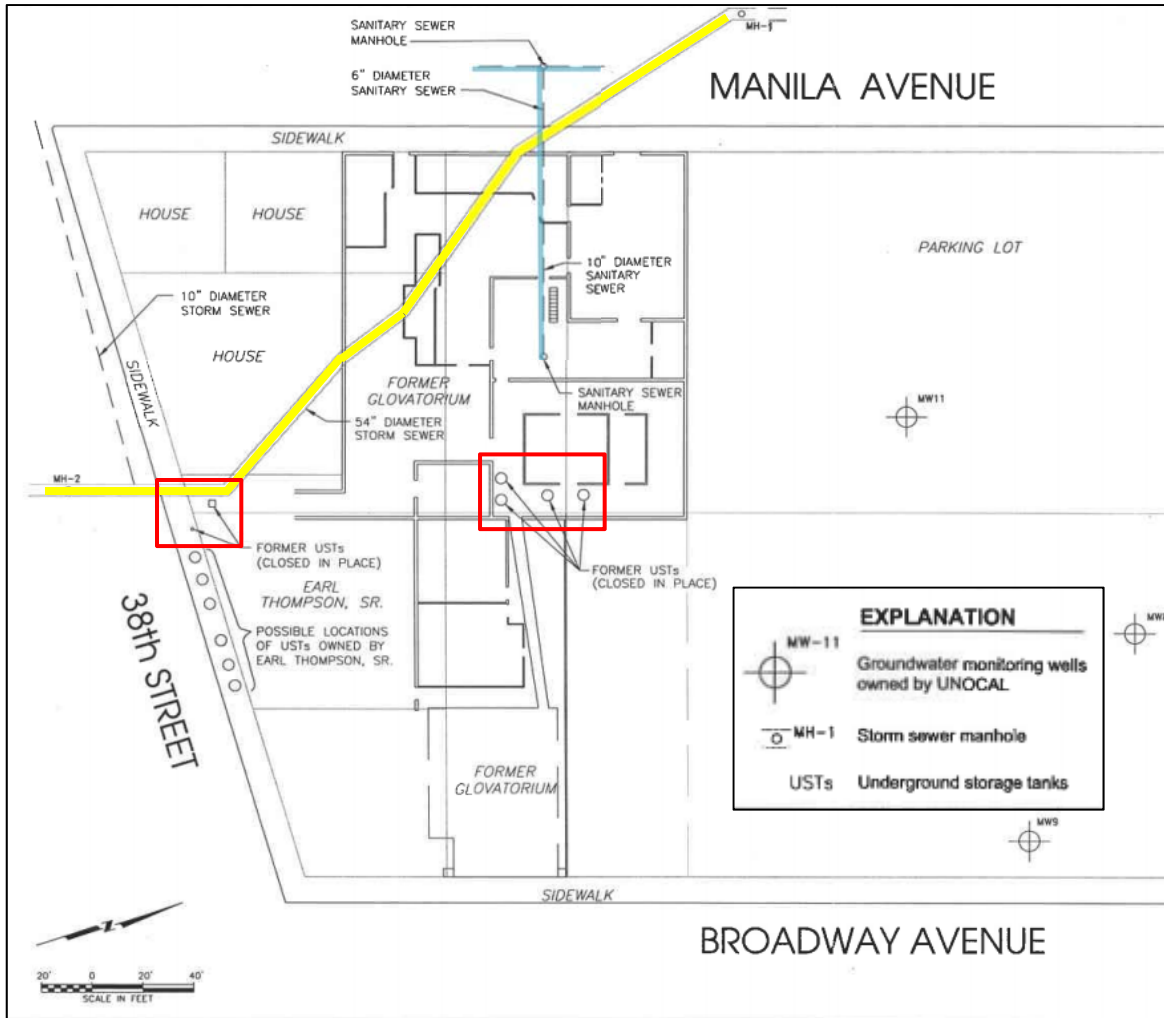 SANITARY SEWER
MANHOLE
MH-1
6" DIAMETER
SANITARY SEWER
MANILA AVENUE
SIDEWALK
HOUSE
HOUSE
PARKING LOT
10" DIAMETER
SANITARY
SEWER
10" DIAMETER
STORM SEWER
HOUSE
SIDEWALK
FORMER
GLOVATORIUM
SANITARY SEWER
MANHOLE
MW11
54" DIAMETER
STORM SEWER
MH-2
FORMER USTs
(CLOSED IN PLACE)
FORMER USTs
(CLOSED IN PLACE)
EARL
THOMPSON, SR.
38th STREET
POSSIBLE LOCATIONS
OF USTs OWNED BY
EARL THOMPSON, SR.
EXPLANATION
MW-11
Groundwater monitoring wells
owned by UNOCAL
MH-1
Storm sewer manhole
USTs
Underground storage tanks
FORMER
GLOVATORIUM
MW9
SIDEWALK
BROADWAY AVENUE
Z
20' 0 20' 40'
SCALE IN FEET